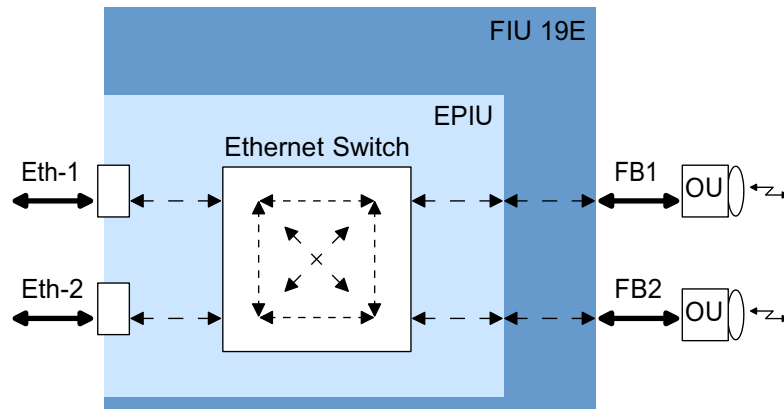 FIU 19E
EPIU
Ethernet Switch
Eth-1
FB1
OU
Eth-2
FB2
OU